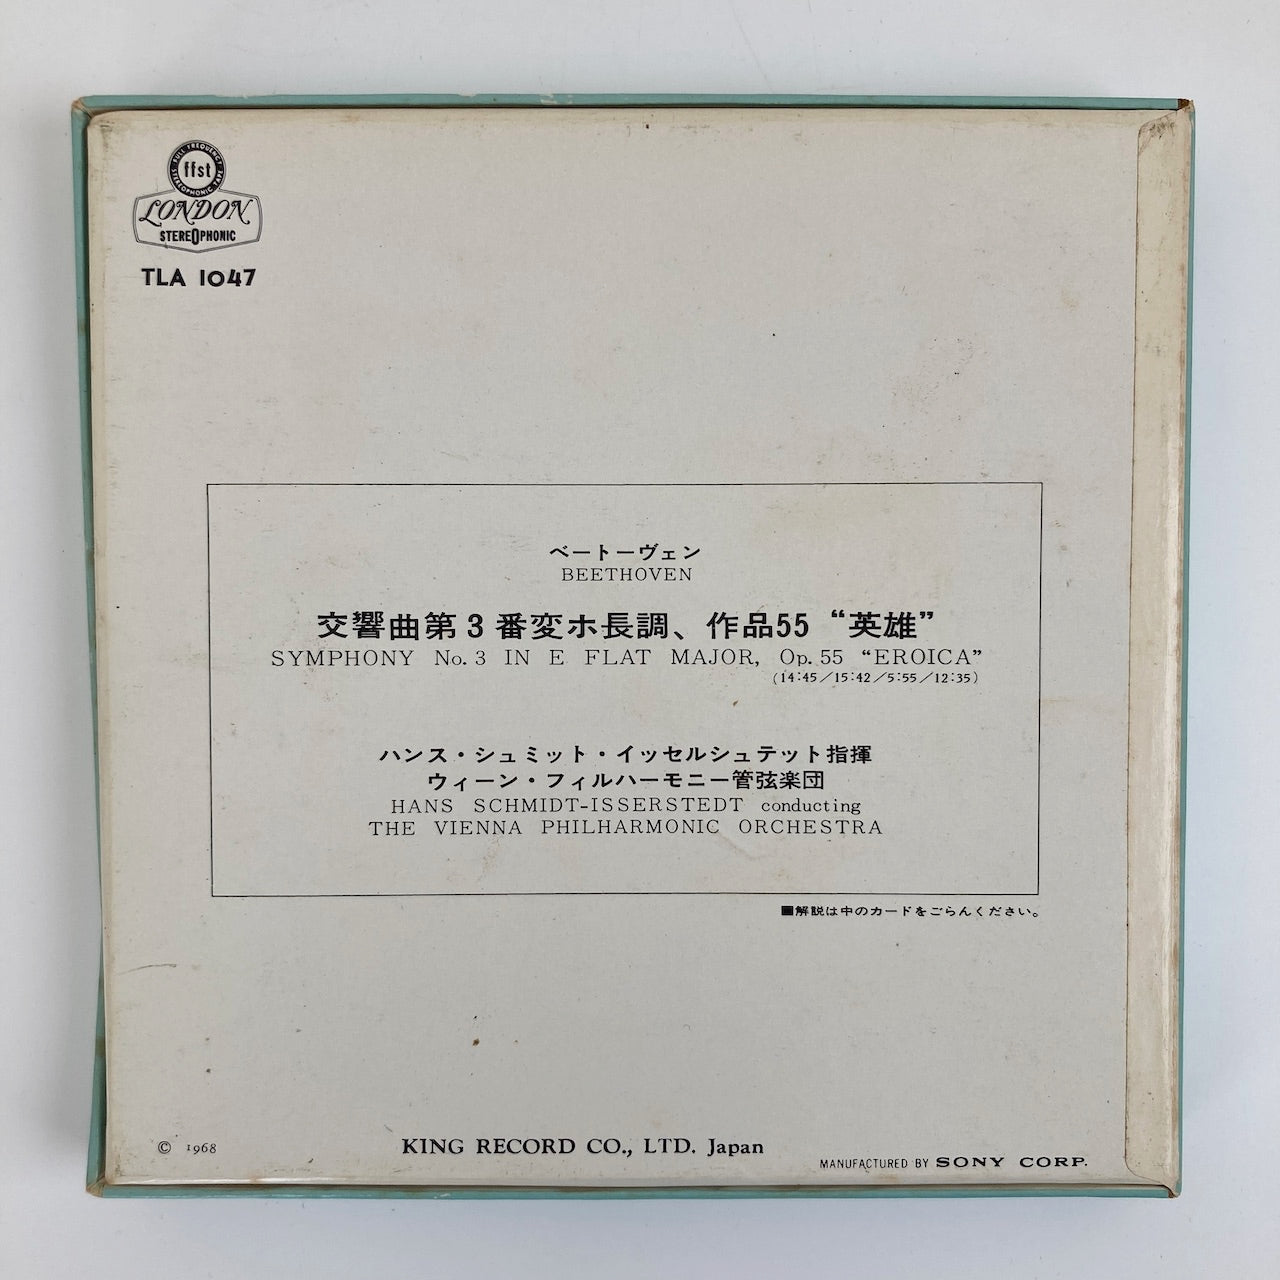 FULL FREQUENCY
ffst
STEREOPHONIC TAPE
LONDON
STEREOPHONIC
TLA 1047
ベートーヴェン
BEETHOVEN
交響曲第3番変ホ長調、作品55 “英雄”
SYMPHONY No. 3 IN E FLAT MAJOR, Op. 55 “EROICA”
(14:45／15:42／5:55／12:35)
ハンス・シュミット・イッセルシュテット指揮
ウィーン・フィルハーモニー管弦楽団
HANS SCHMIDT-ISSERSTEDT conducting
THE VIENNA PHILHARMONIC ORCHESTRA
■解説は中のカードをごらんください。
© 1968
KING RECORD CO., LTD. Japan
MANUFACTURED BY SONY CORP.